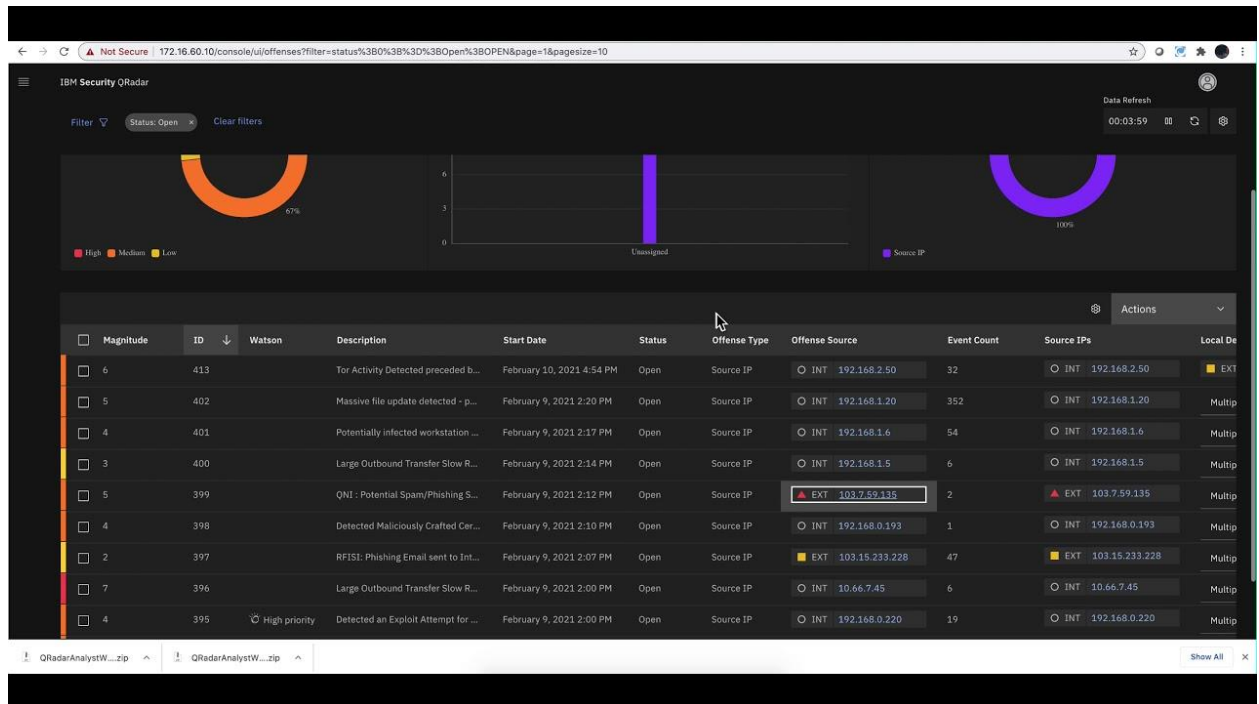 Not Secure 172.16.60.10/console/ui/offenses?filter=status%3B0%3B%3D%3BOpen%3BOPEN&page=1&pagesize=10
IBM Security QRadar
Data Refresh
Filter Status: Open × Clear filters 00:03:59
67%
6
3
0
100%
High Medium Low Unassigned Source IP
Actions
Magnitude ID Watson Description Start Date Status Offense Type Offense Source Event Count Source IPs Local De
6 413 Tor Activity Detected preceded b... February 10, 2021 4:54 PM Open Source IP INT 192.168.2.50 32 INT 192.168.2.50 EXT
5 402 Massive file update detected - p... February 9, 2021 2:20 PM Open Source IP INT 192.168.1.20 352 INT 192.168.1.20 Multip
4 401 Potentially infected workstation ... February 9, 2021 2:17 PM Open Source IP INT 192.168.1.6 54 INT 192.168.1.6 Multip
3 400 Large Outbound Transfer Slow R... February 9, 2021 2:14 PM Open Source IP INT 192.168.1.5 6 INT 192.168.1.5 Multip
5 399 QNI : Potential Spam/Phishing S... February 9, 2021 2:12 PM Open Source IP EXT 103.7.59.135 2 EXT 103.7.59.135 Multip
4 398 Detected Maliciously Crafted Cer... February 9, 2021 2:10 PM Open Source IP INT 192.168.0.193 1 INT 192.168.0.193 Multip
2 397 RFISI: Phishing Email sent to Int... February 9, 2021 2:07 PM Open Source IP EXT 103.15.233.228 47 EXT 103.15.233.228 Multip
7 396 Large Outbound Transfer Slow R... February 9, 2021 2:00 PM Open Source IP INT 10.66.7.45 6 INT 10.66.7.45 Multip
4 395 High priority Detected an Exploit Attempt for ... February 9, 2021 2:00 PM Open Source IP INT 192.168.0.220 19 INT 192.168.0.220 Multip
QRadarAnalystW....zip QRadarAnalystW....zip Show All